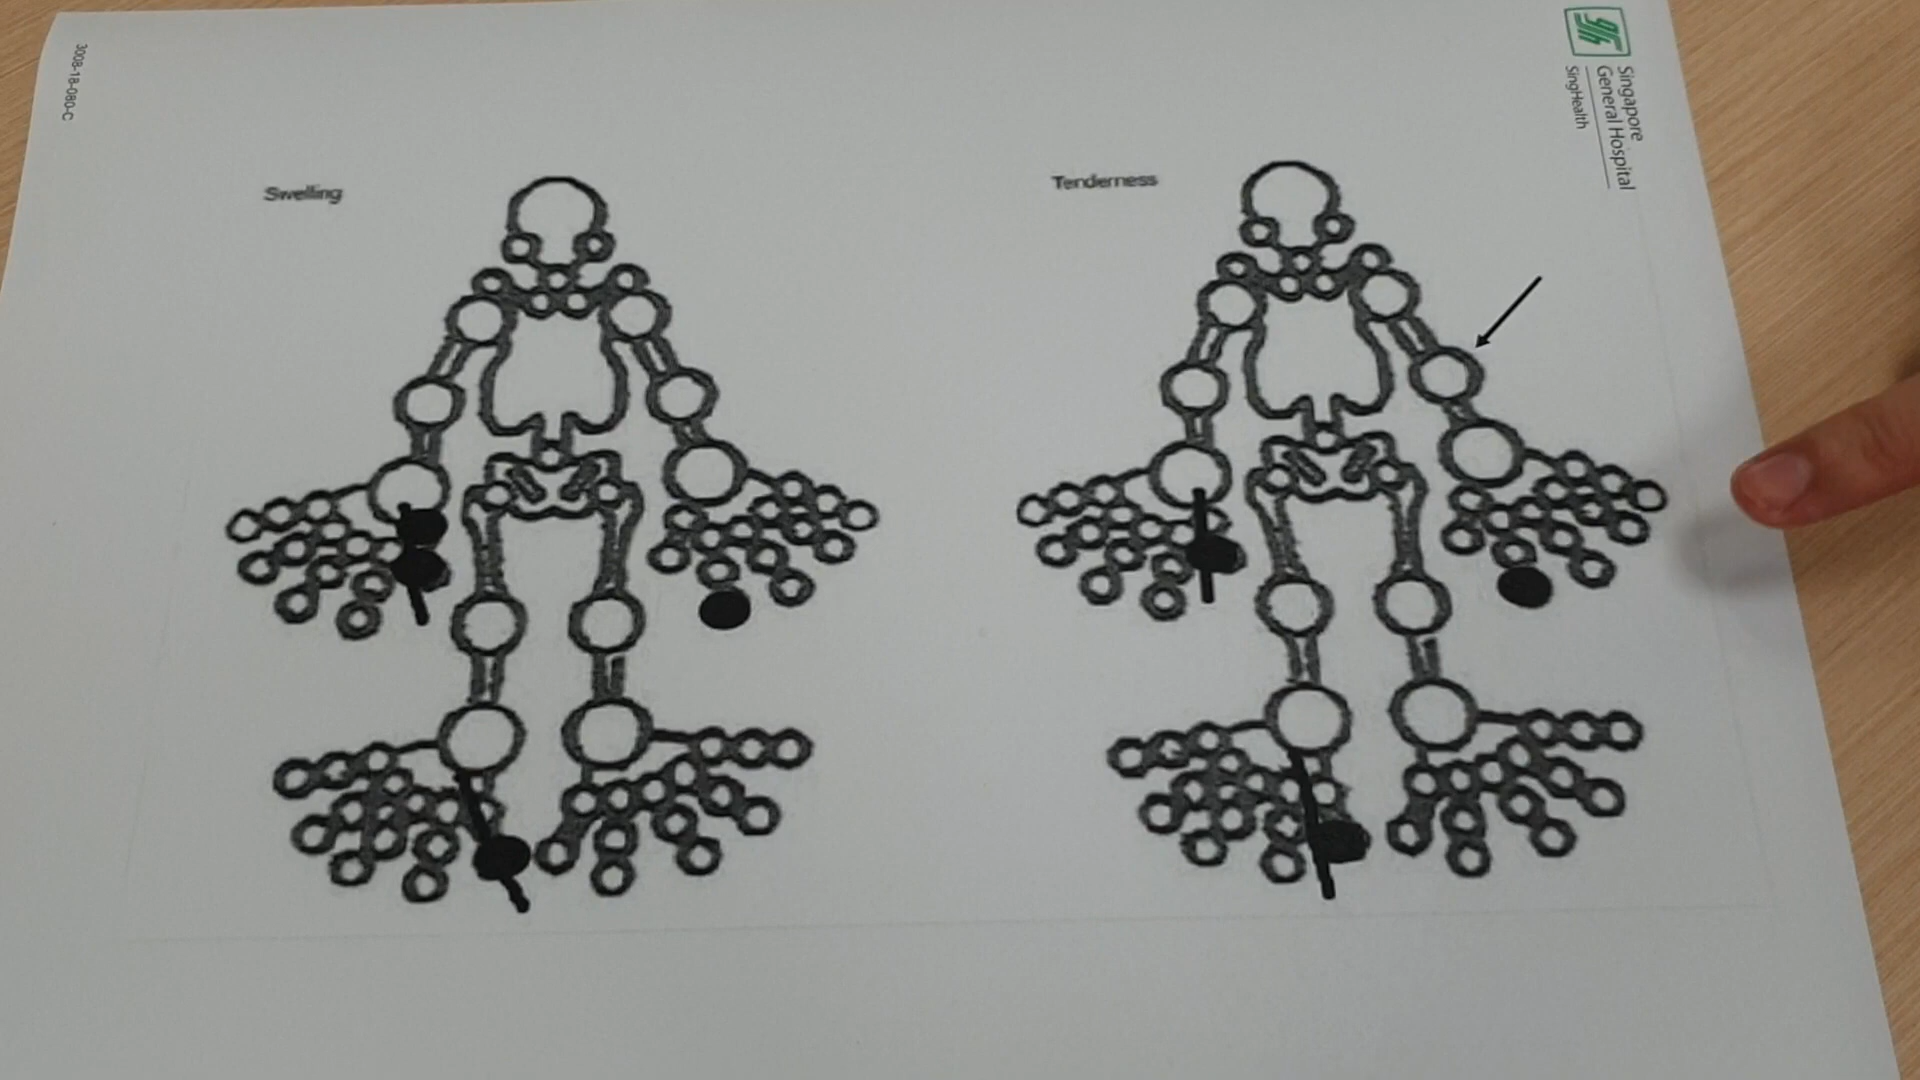 3008-18-080-C
Singapore
General Hospital
SingHealth
Swelling
Tenderness